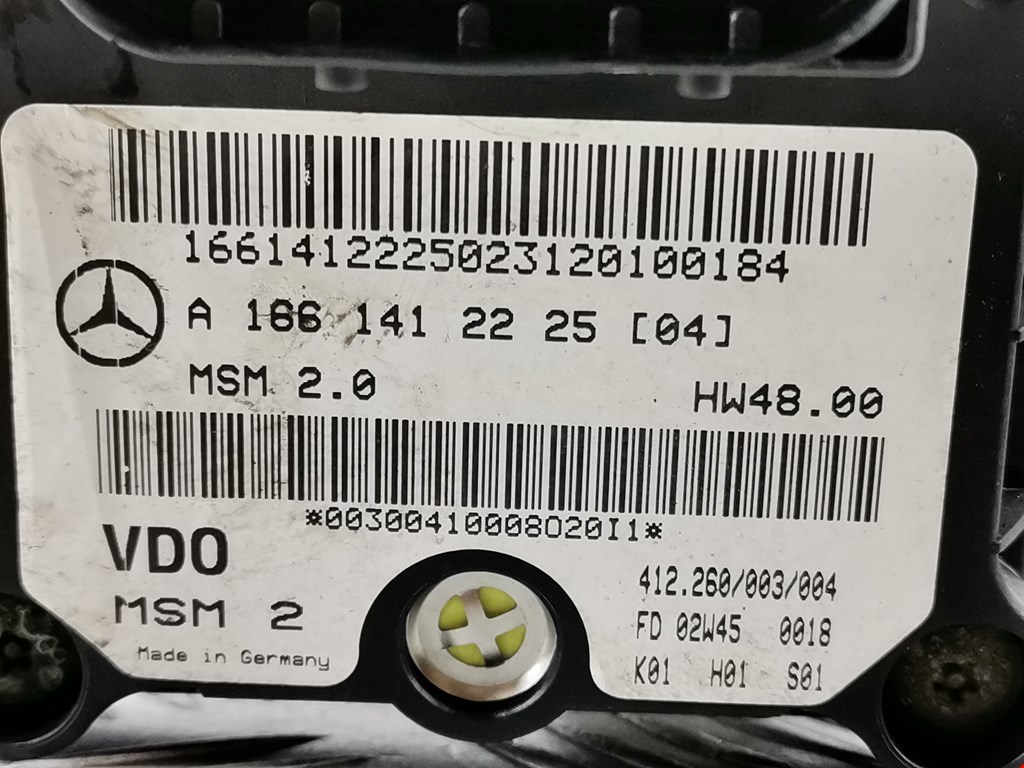 1661412225023120100184
A 166 141 22 25 [04]
MSM 2.0 HW48.00
*00300410008O20I1*
VDO
MSM 2
Made in Germany
412.260/003/004
FD 02W45 0018
K01 H01 S01